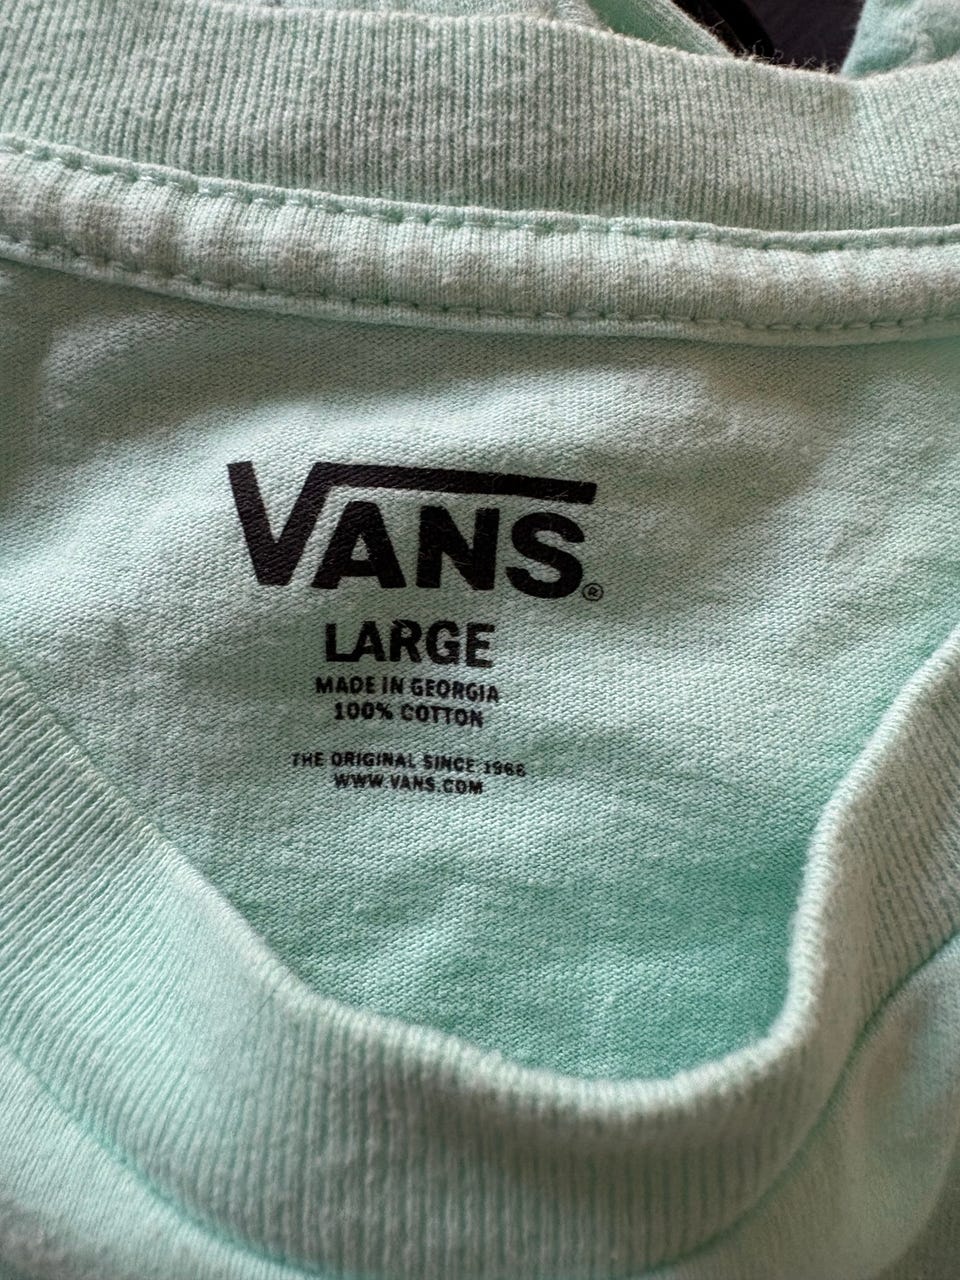 VANS®
LARGE
MADE IN GEORGIA
100% COTTON
THE ORIGINAL SINCE 1966
WWW.VANS.COM